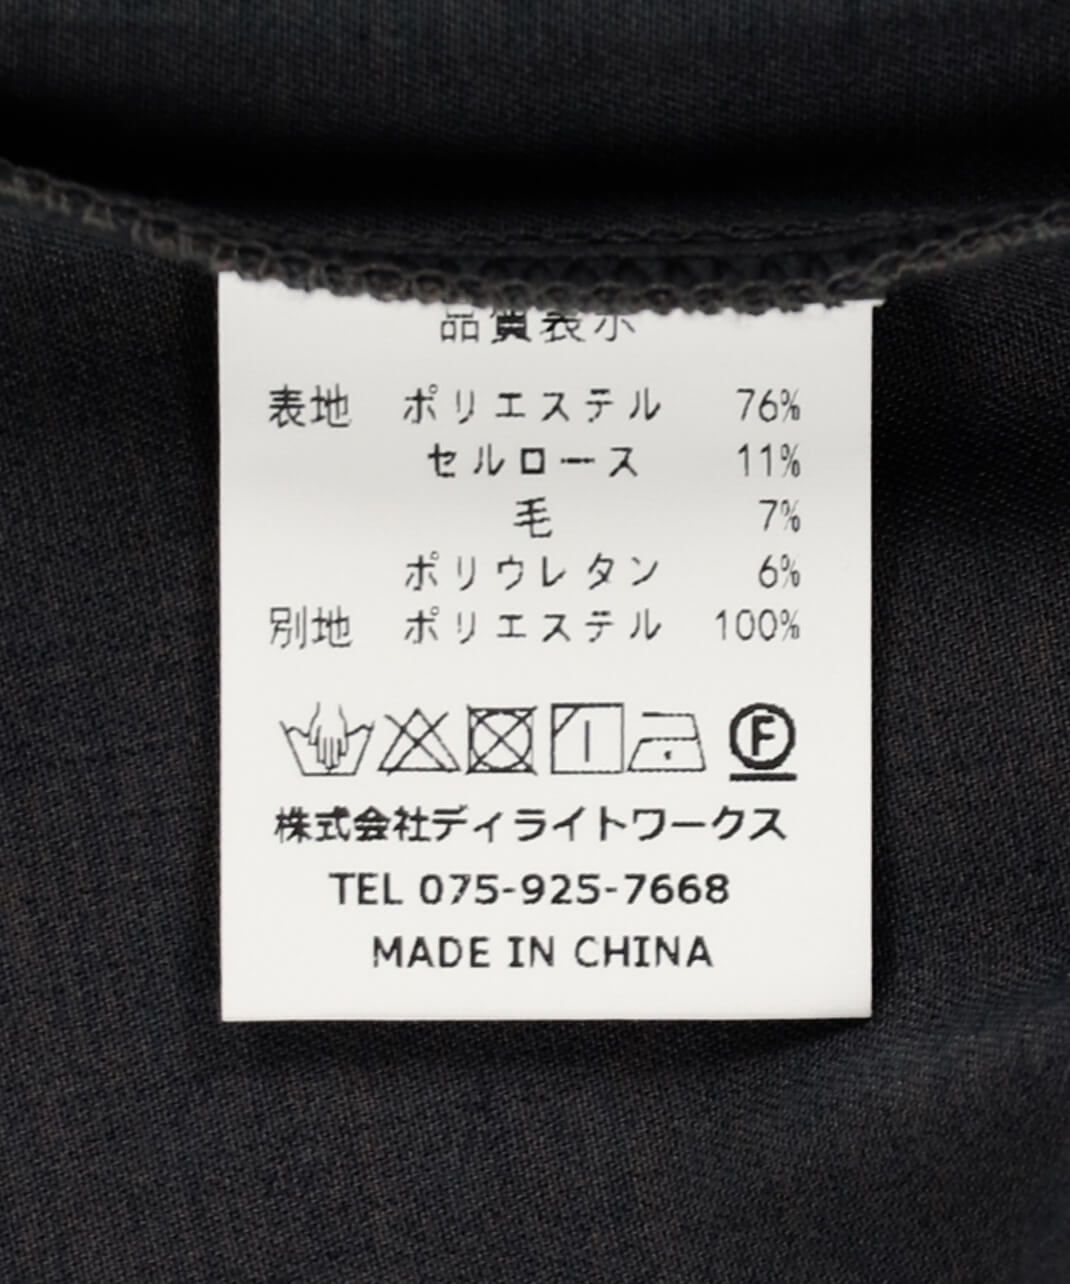 品質表示
表地 ポリエステル 76%
セルロース 11%
毛 7%
ポリウレタン 6%
別地 ポリエステル 100%
F
株式会社ディライトワークス
TEL 075-925-7668
MADE IN CHINA